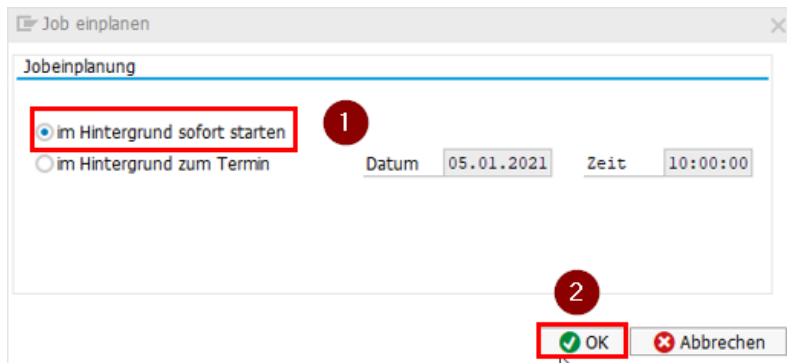 Job einplanen
Jobeinplanung
im Hintergrund sofort starten 1
im Hintergrund zum Termin Datum 05.01.2021 Zeit 10:00:00
2
OK Abbrechen